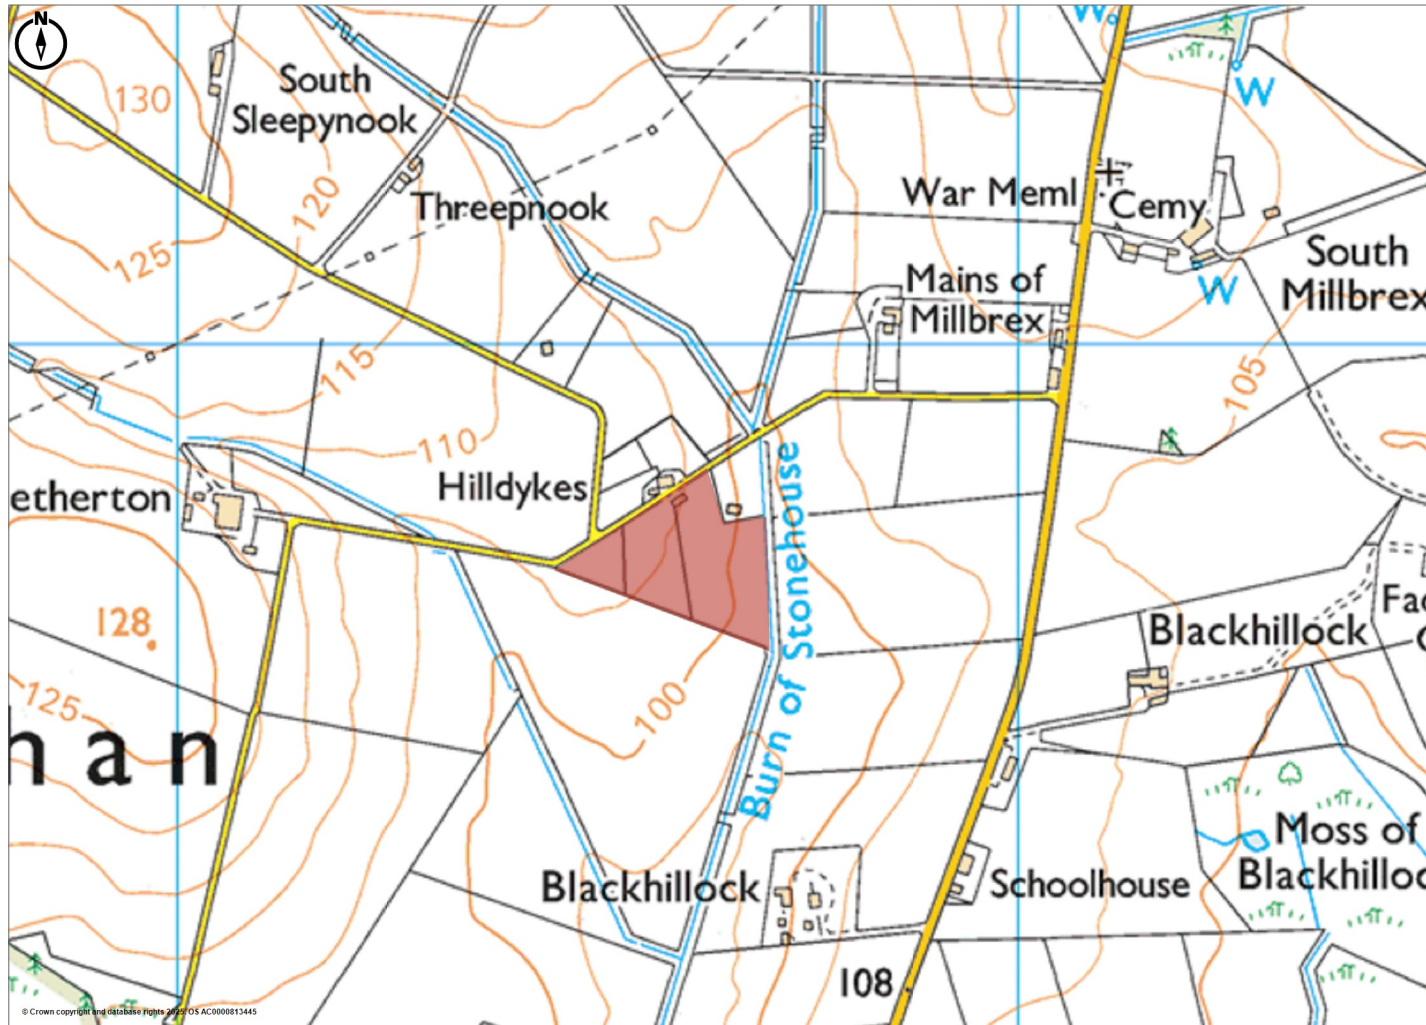 N
W
130
South
Sleepynook
W
120
Threepnook
War Meml
Cemy
125
South
Millbrex
Mains of
Millbrex
W
115
105
110
Hilldykes
etherton
Burn of Stonehouse
128
Blackhillock
125
100
han
Moss of
Blackhilloc
Blackhillock
Schoolhouse
108
© Crown copyright and database rights 2025. OS AC0000813445